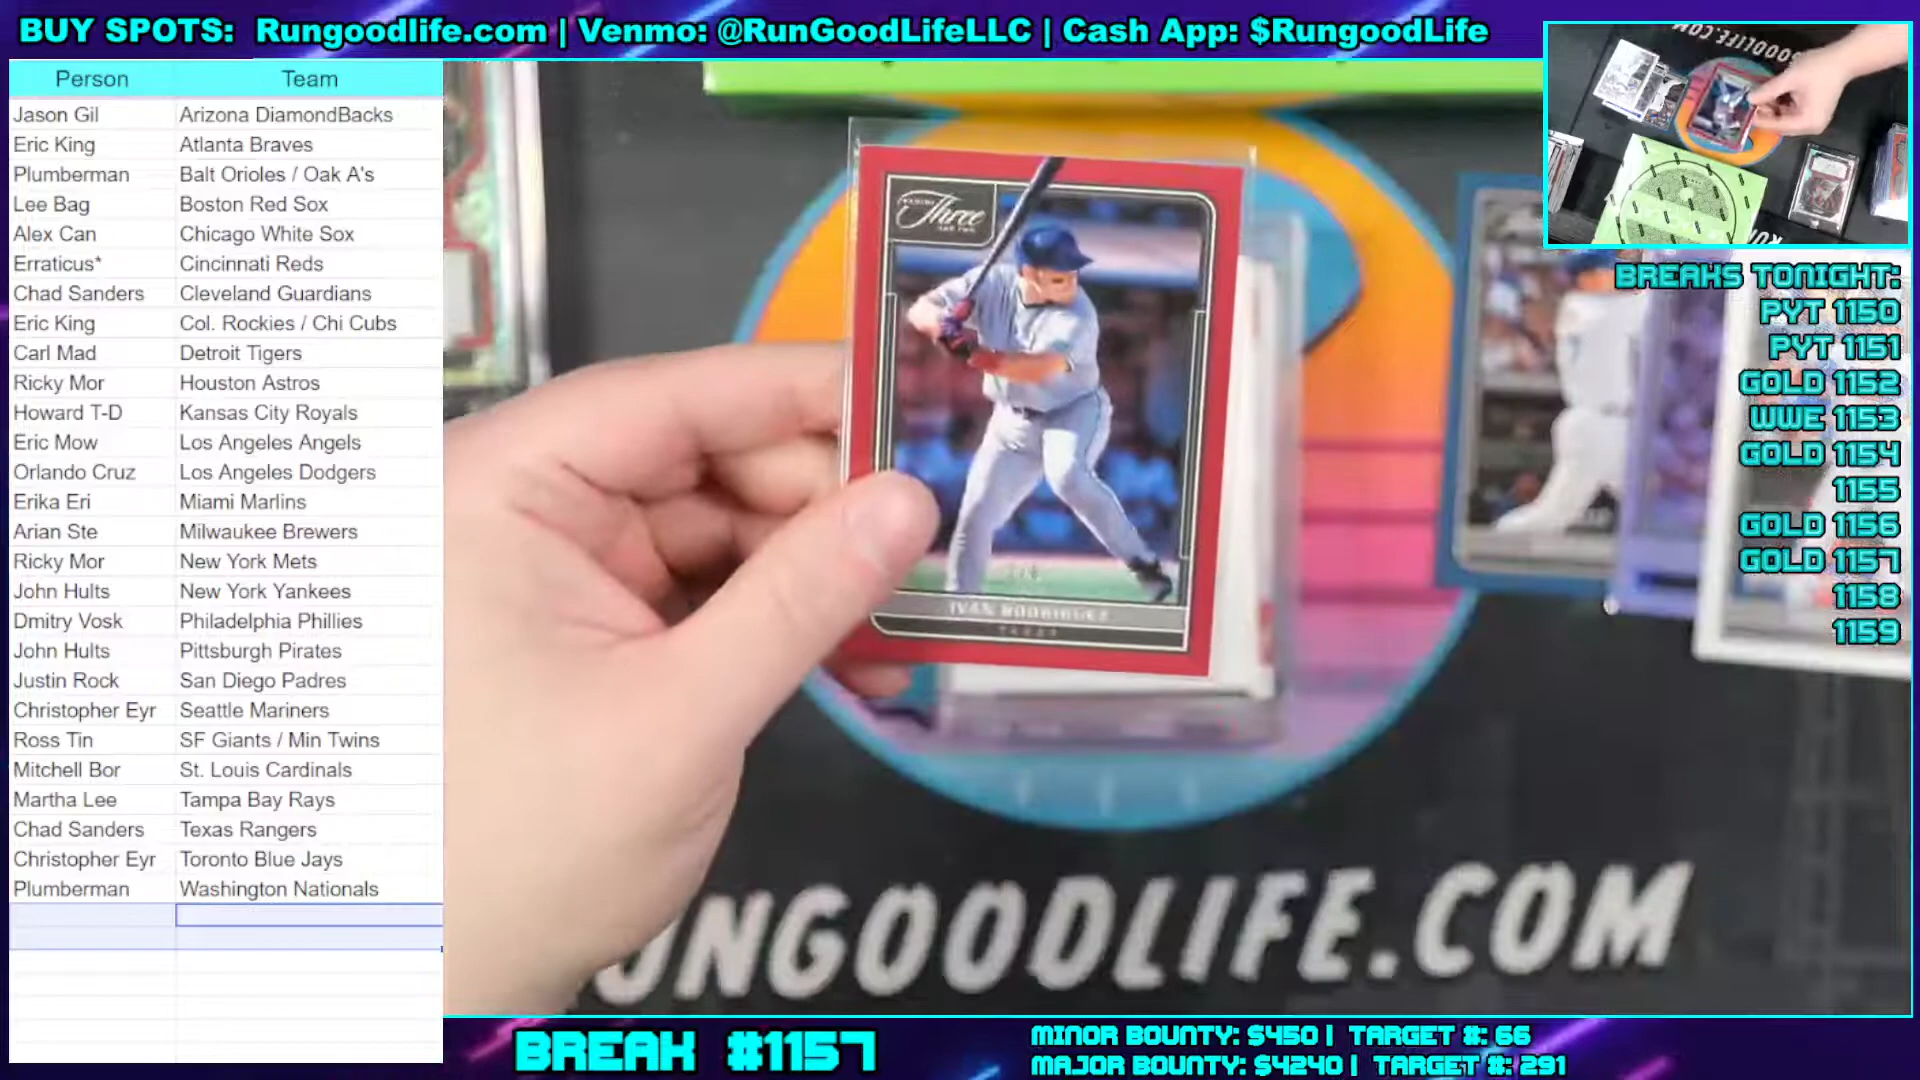 BUY SPOTS: Rungoodlife.com | Venmo: @RunGoodLifeLLC | Cash App: $RungoodLife
Person Team
Jason Gil Arizona DiamondBacks
Eric King Atlanta Braves
Plumberman Balt Orioles / Oak A's
Lee Bag Boston Red Sox
Alex Can Chicago White Sox
Erraticus* Cincinnati Reds
Chad Sanders Cleveland Guardians
Eric King Col. Rockies / Chi Cubs
Carl Mad Detroit Tigers
Ricky Mor Houston Astros
Howard T-D Kansas City Royals
Eric Mow Los Angeles Angels
Orlando Cruz Los Angeles Dodgers
Erika Eri Miami Marlins
Arian Ste Milwaukee Brewers
Ricky Mor New York Mets
John Hults New York Yankees
Dmitry Vosk Philadelphia Phillies
John Hults Pittsburgh Pirates
Justin Rock San Diego Padres
Christopher Eyr Seattle Mariners
Ross Tin SF Giants / Min Twins
Mitchell Bor St. Louis Cardinals
Martha Lee Tampa Bay Rays
Chad Sanders Texas Rangers
Christopher Eyr Toronto Blue Jays
Plumberman Washington Nationals
Three
IVAN RODRIGUEZ
RUNGOODLIFE.COM
BREAKS TONIGHT:
PYT 1150
PYT 1151
GOLD 1152
WWE 1153
GOLD 1154
1155
GOLD 1156
GOLD 1157
1158
1159
BREAK #1157
MINOR BOUNTY: $450 | TARGET #: 66
MAJOR BOUNTY: $4240 | TARGET #: 291